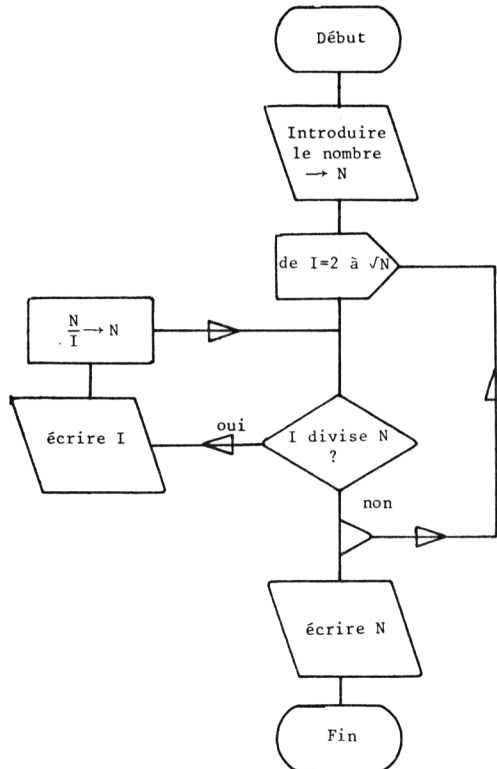 Début
Introduire
le nombre
→ N
de I=2 à √N
N
I → N
écrire I
oui
I divise N
?
non
écrire N
Fin